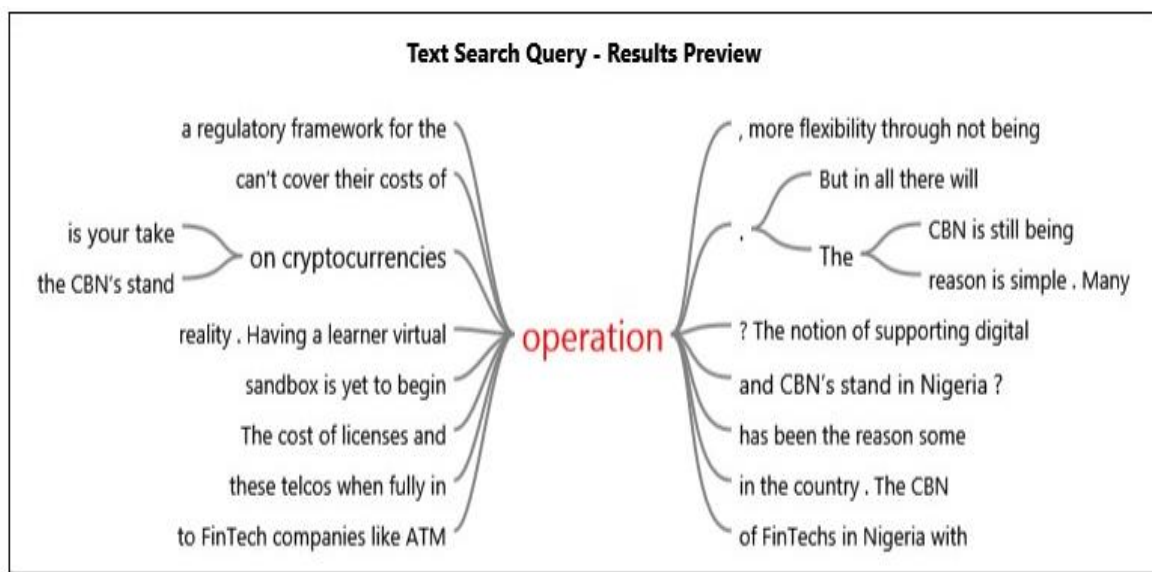 Text Search Query - Results Preview
a regulatory framework for the
can't cover their costs of
is your take
the CBN's stand
on cryptocurrencies
reality . Having a learner virtual
sandbox is yet to begin
The cost of licenses and
these telcos when fully in
to FinTech companies like ATM
operation
, more flexibility through not being
.
But in all there will
The
CBN is still being
reason is simple . Many
? The notion of supporting digital
and CBN's stand in Nigeria ?
has been the reason some
in the country . The CBN
of FinTechs in Nigeria with